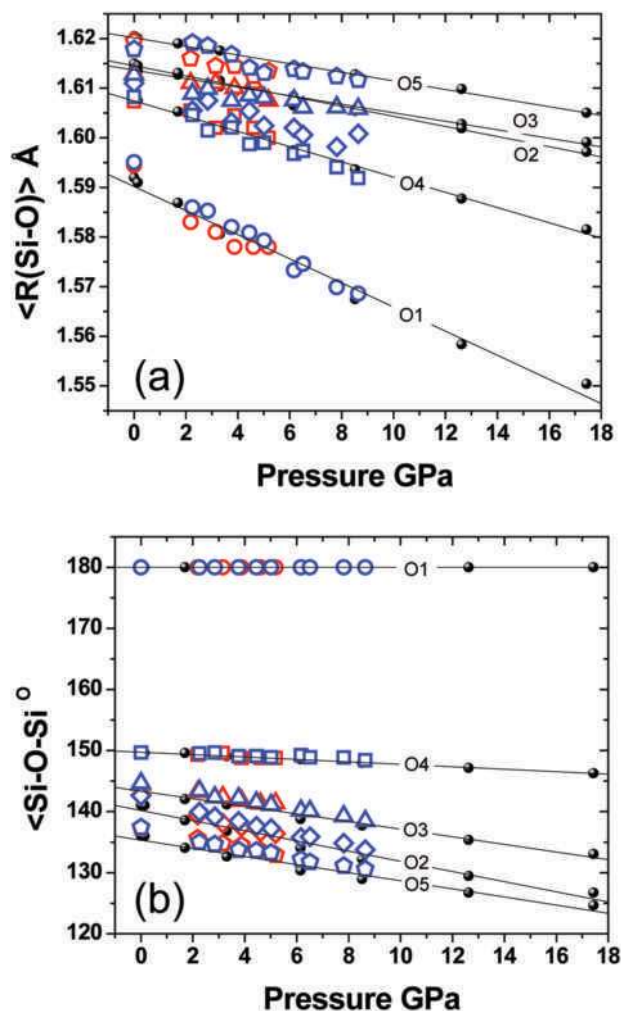 <R(Si-O)> Å
1.62
1.61
1.60
1.59
1.58
1.57
1.56
1.55
O5
O3
O2
O4
O1
(a)
0 2 4 6 8 10 12 14 16 18
Pressure GPa
<Si-O-Si O
180
170
160
150
140
130
120
O1
O4
O3
O2
O5
(b)
0 2 4 6 8 10 12 14 16 18
Pressure GPa